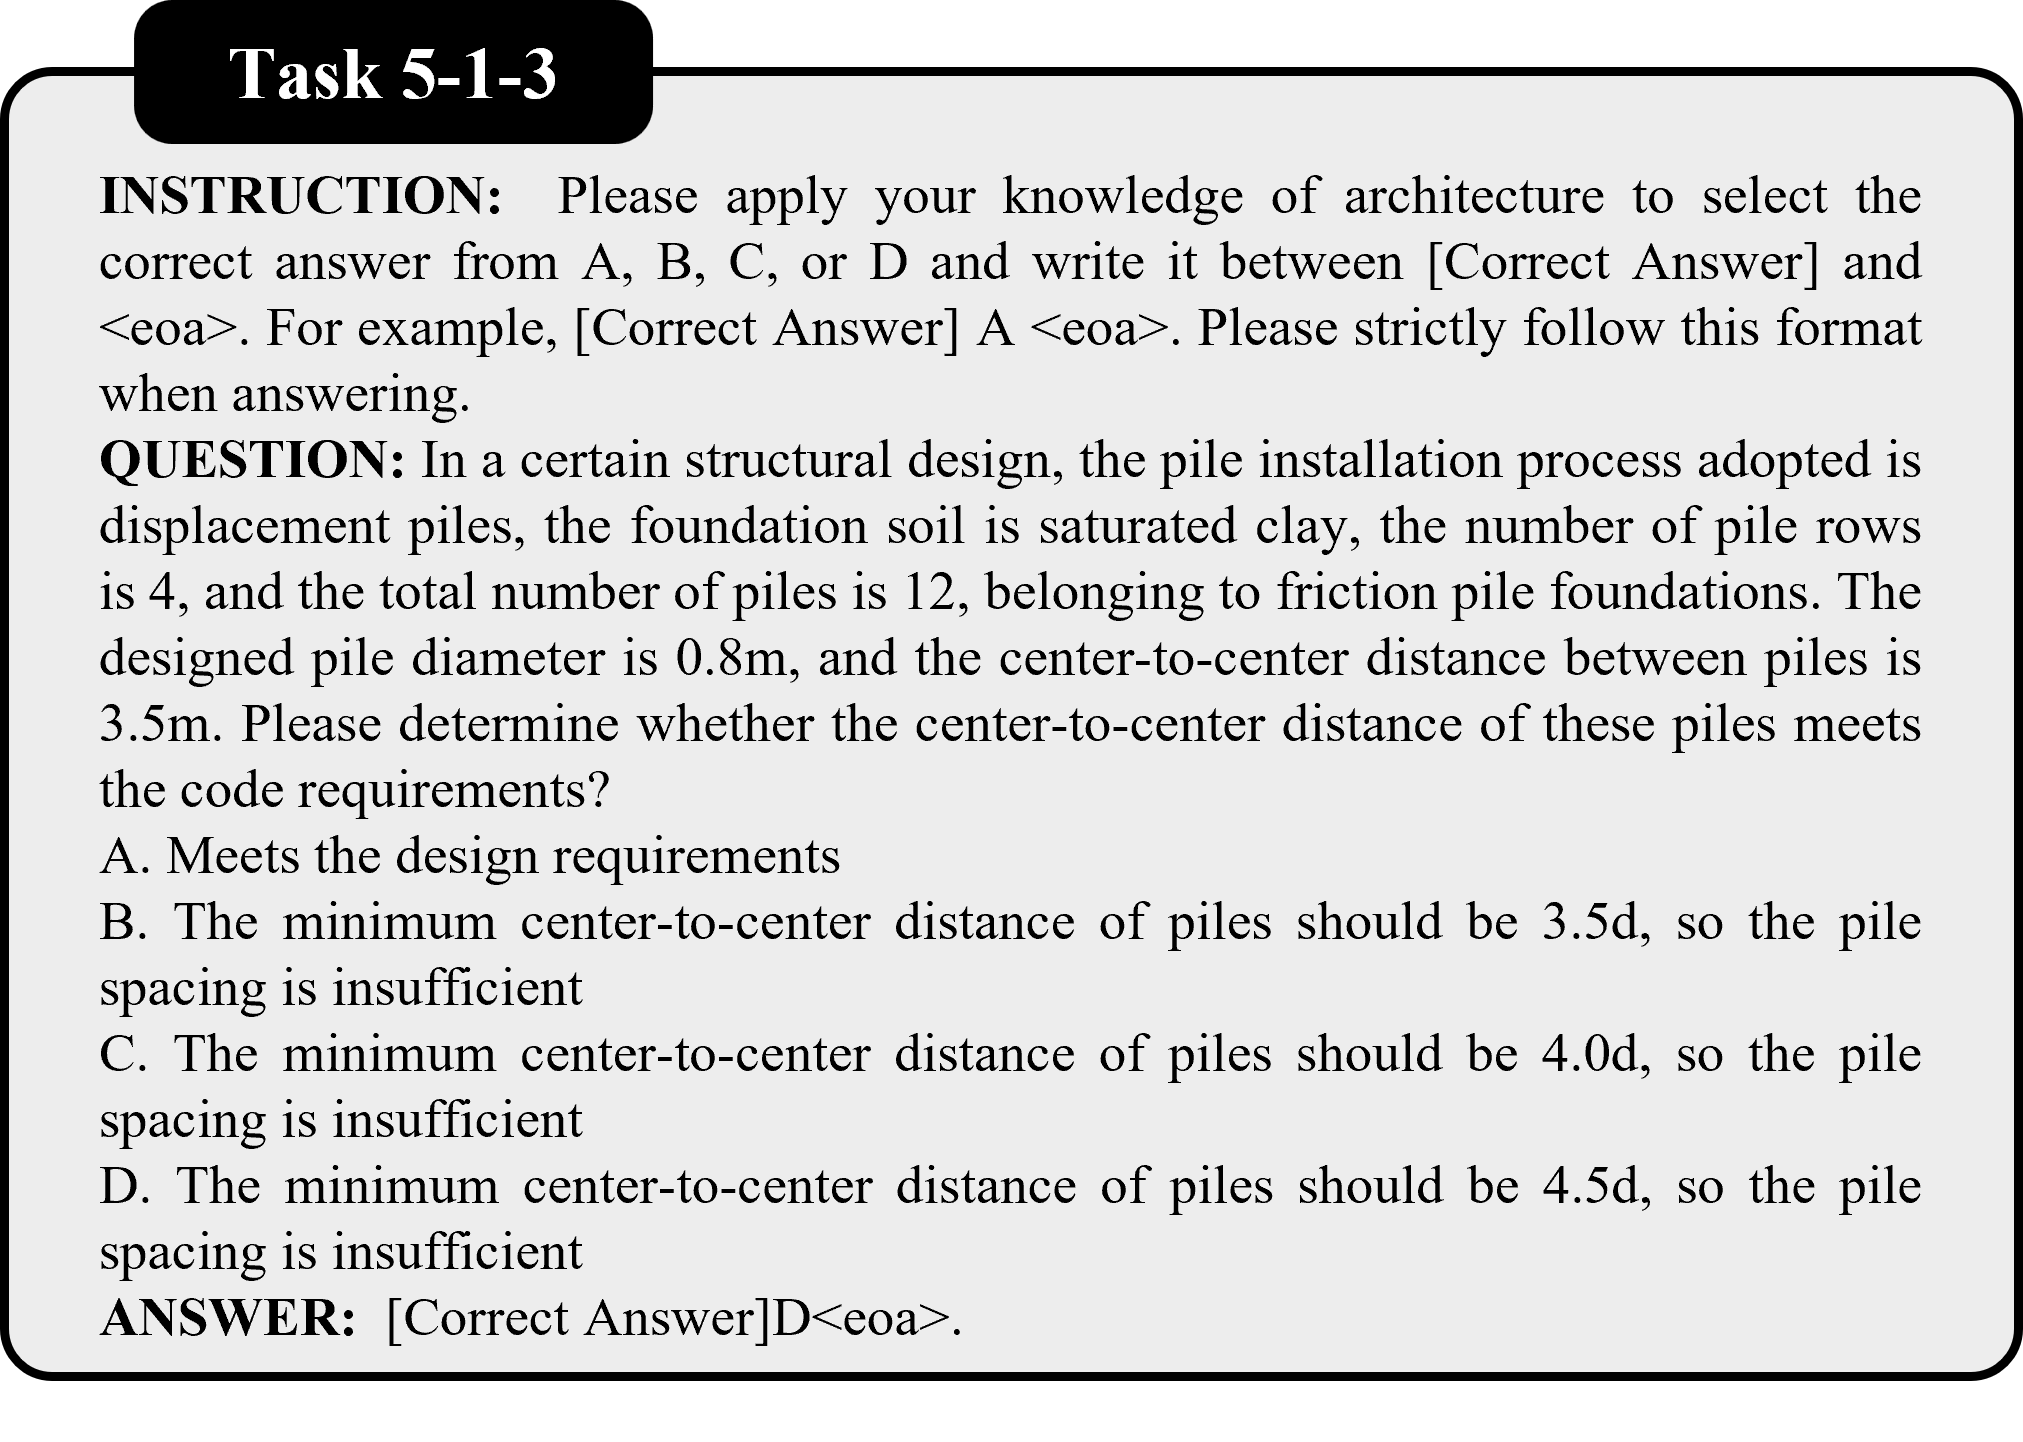 Task 5-1-3
INSTRUCTION: Please apply your knowledge of architecture to select the
correct answer from A, B, C, or D and write it between [Correct Answer] and
<eoa>. For example, [Correct Answer] A <eoa>. Please strictly follow this format
when answering.
QUESTION: In a certain structural design, the pile installation process adopted is
displacement piles, the foundation soil is saturated clay, the number of pile rows
is 4, and the total number of piles is 12, belonging to friction pile foundations. The
designed pile diameter is 0.8m, and the center-to-center distance between piles is
3.5m. Please determine whether the center-to-center distance of these piles meets
the code requirements?
A. Meets the design requirements
B. The minimum center-to-center distance of piles should be 3.5d, so the pile
spacing is insufficient
C. The minimum center-to-center distance of piles should be 4.0d, so the pile
spacing is insufficient
D. The minimum center-to-center distance of piles should be 4.5d, so the pile
spacing is insufficient
ANSWER: [Correct Answer]D<eoa>.